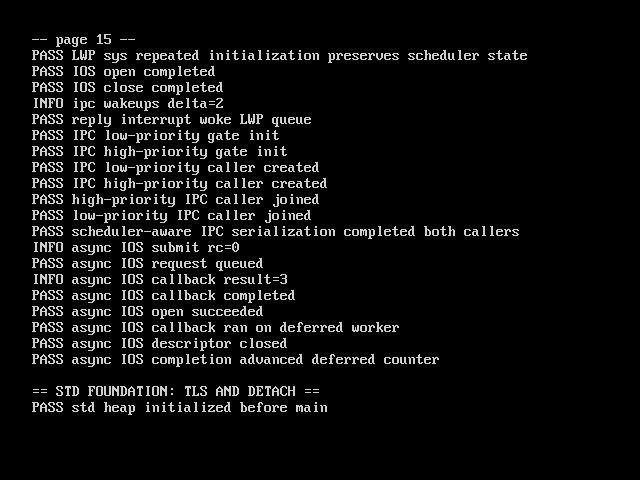 -- page 15 --
PASS LWP sys repeated initialization preserves scheduler state
PASS IOS open completed
PASS IOS close completed
INFO ipc wakeups delta=2
PASS reply interrupt woke LWP queue
PASS IPC low-priority gate init
PASS IPC high-priority gate init
PASS IPC low-priority caller created
PASS IPC high-priority caller created
PASS high-priority IPC caller joined
PASS low-priority IPC caller joined
PASS scheduler-aware IPC serialization completed both callers
INFO async IOS submit rc=0
PASS async IOS request queued
INFO async IOS callback result=3
PASS async IOS callback completed
PASS async IOS open succeeded
PASS async IOS callback ran on deferred worker
PASS async IOS descriptor closed
PASS async IOS completion advanced deferred counter
== STD FOUNDATION: TLS AND DETACH ==
PASS std heap initialized before main